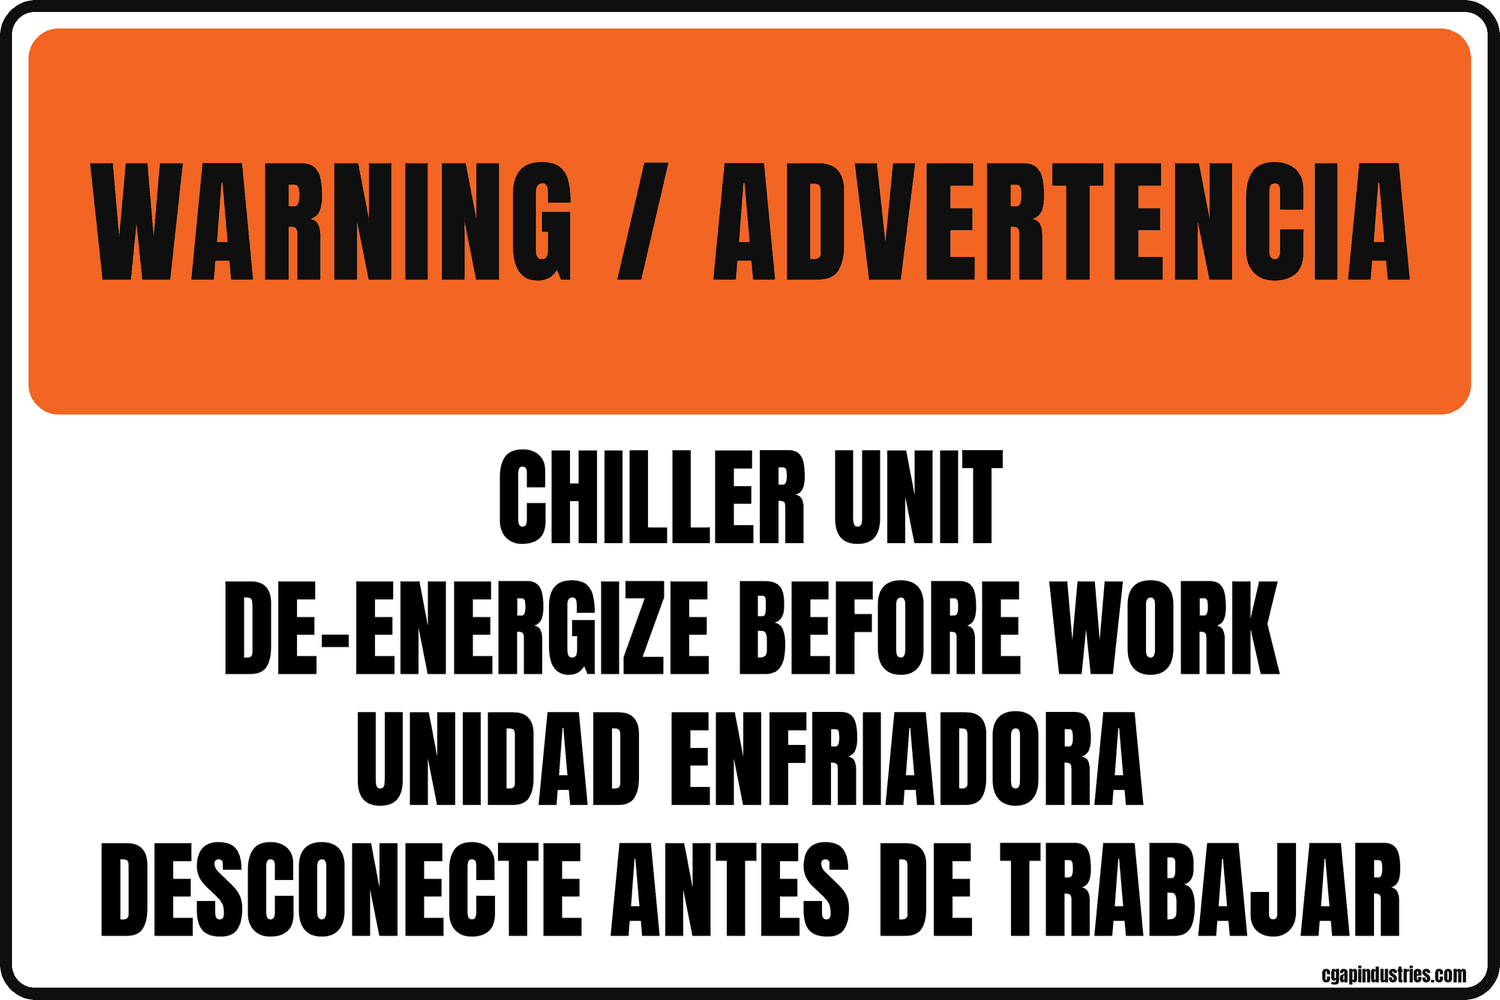 WARNING / ADVERTENCIA
CHILLER UNIT
DE-ENERGIZE BEFORE WORK
UNIDAD ENFRIADORA
DESCONECTE ANTES DE TRABAJAR
cgapindustries.com